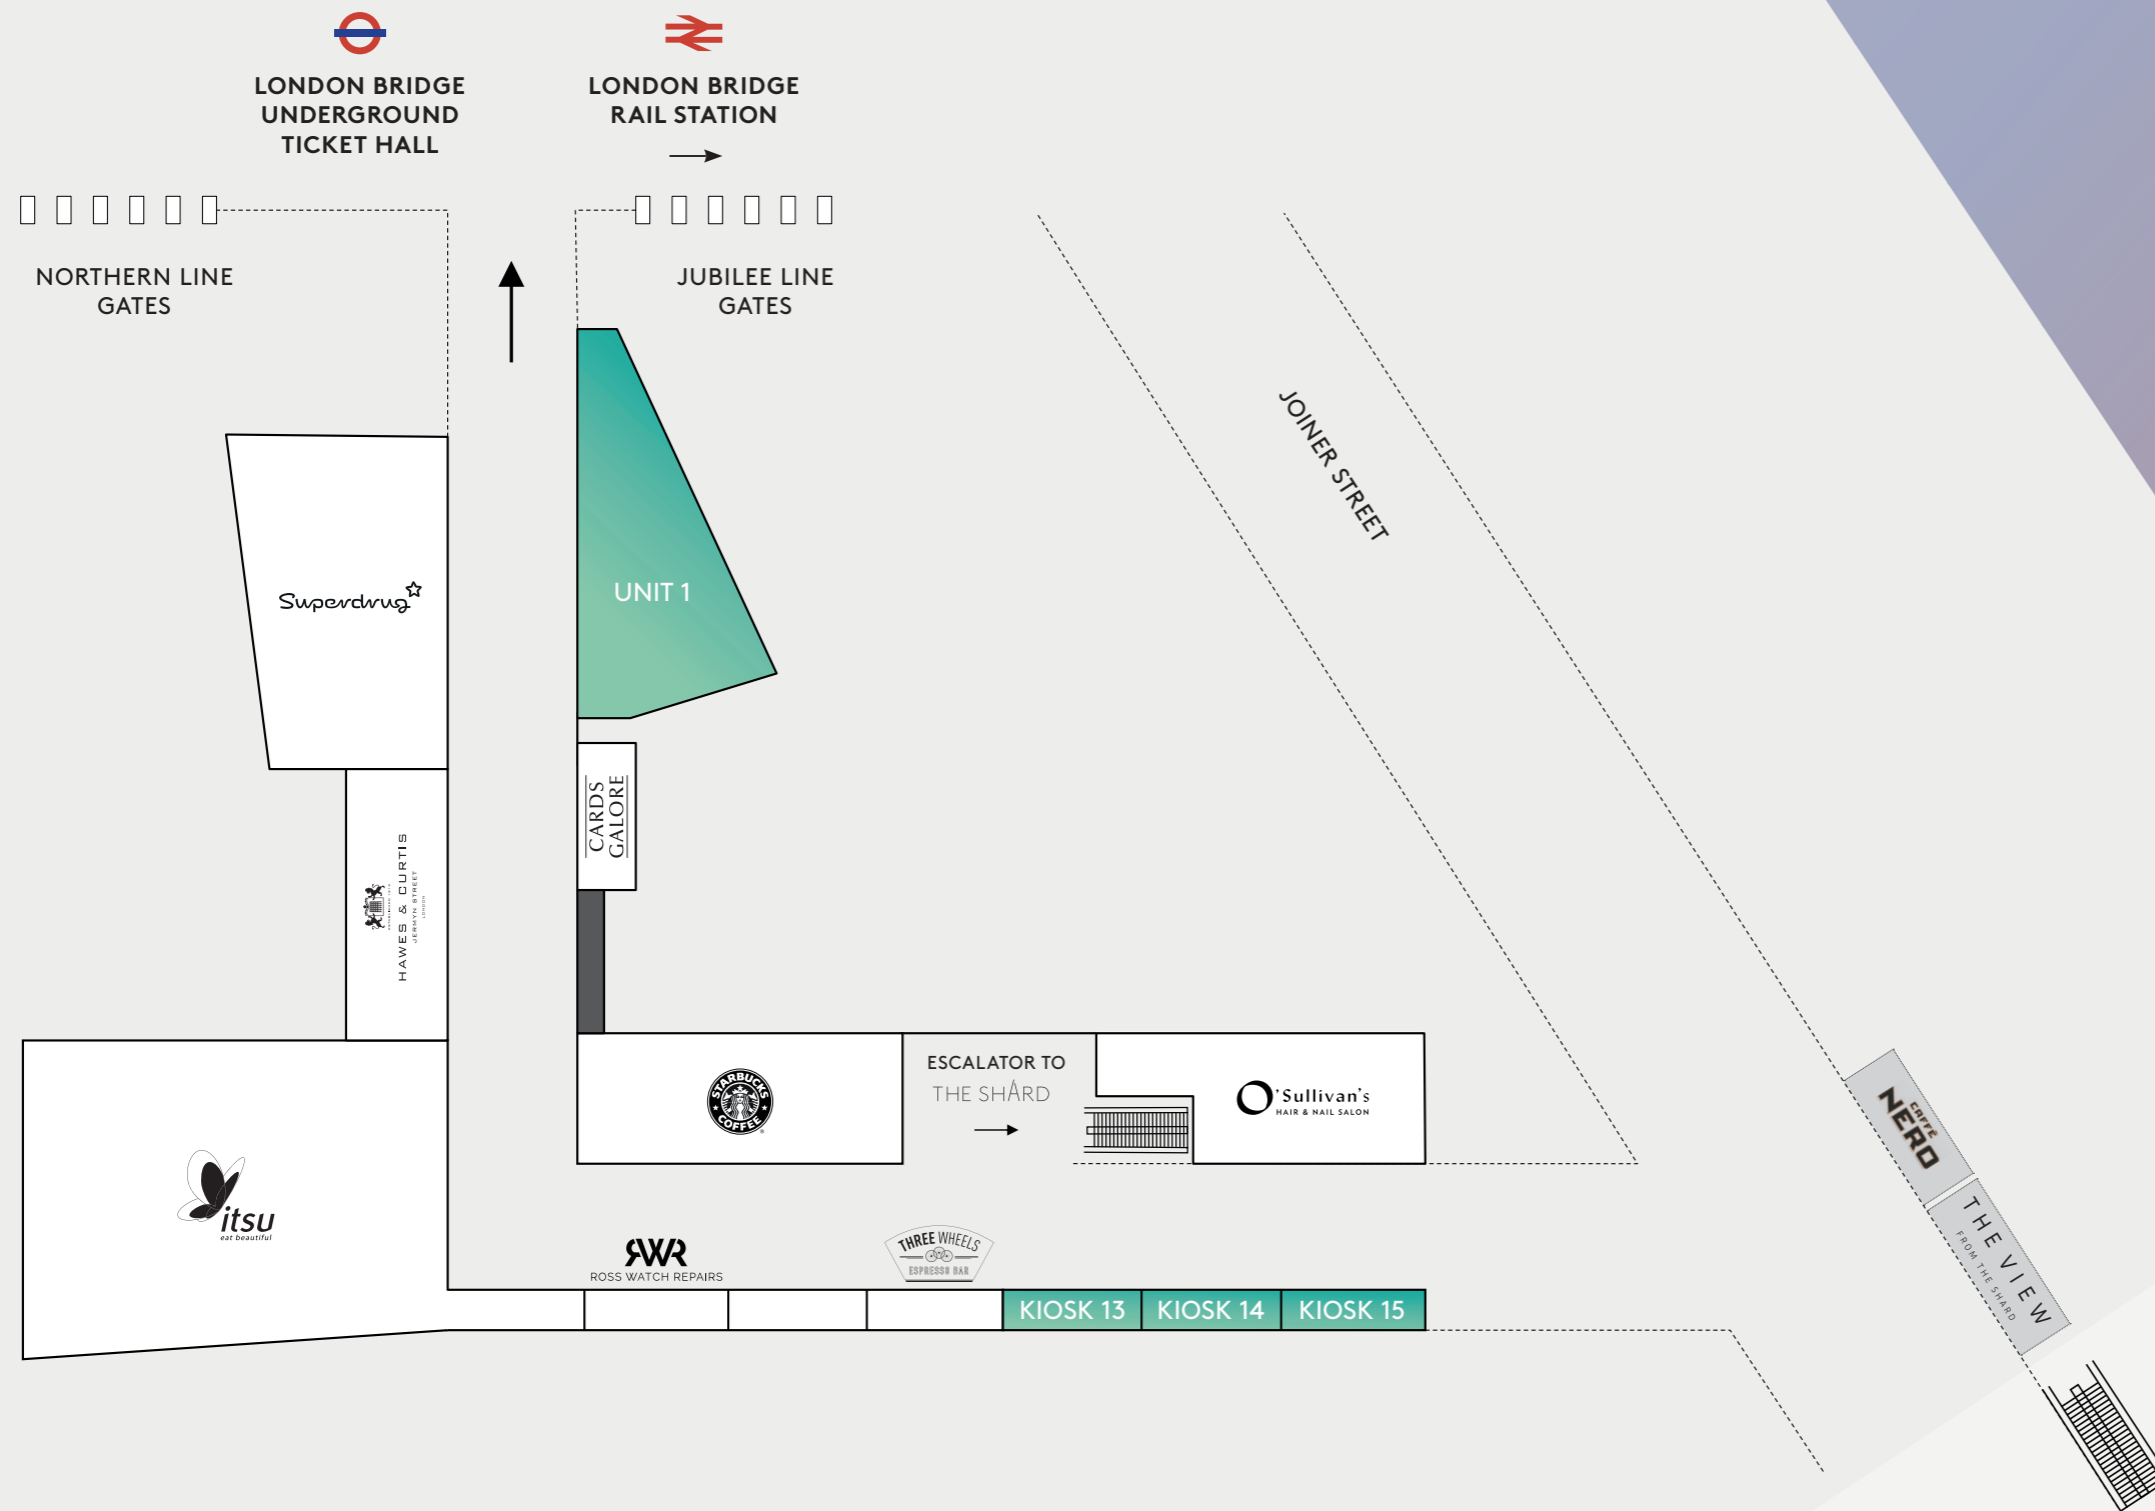 LONDON BRIDGE
UNDERGROUND
TICKET HALL
LONDON BRIDGE
RAIL STATION
NORTHERN LINE
GATES
JUBILEE LINE
GATES
JOINER STREET
UNIT 1
Superdrug
CARDS
GALORE
HAWES & CURTIS
JERMYN STREET
LONDON
STARBUCKS
COFFEE
®
ESCALATOR TO
THE SHARD
O'Sullivan's
HAIR & NAIL SALON
CAFFÈ
NERO
THE VIEW
FROM THE SHARD
itsu
eat beautiful
RWR
ROSS WATCH REPAIRS
THREE WHEELS
ESPRESSO BAR
KIOSK 13
KIOSK 14
KIOSK 15